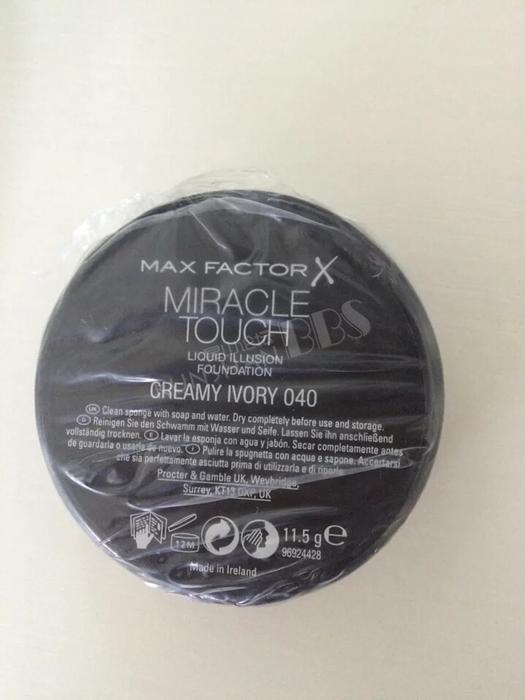 MAX FACTOR X
MIRACLE
TOUCH
LIQUID ILLUSION
FOUNDATION
CREAMY IVORY 040
UK Clean sponge with soap and water. Dry completely before use and storage.
D Reinigen Sie den Schwamm mit Wasser und Seife. Lassen Sie ihn anschließend
vollständig trocknen. E Lavar la esponja con agua y jabón. Secar completamente antes
de guardarla o usarla de nuevo. I Pulire la spugnetta con acqua e sapone. Accertarsi
che sia perfettamente asciutta prima di utilizzarla e di riporla.
Procter & Gamble UK, Weybridge,
Surrey, KT13 0XP, UK
12M
11.5 g e
96924428
Made in Ireland
BBS